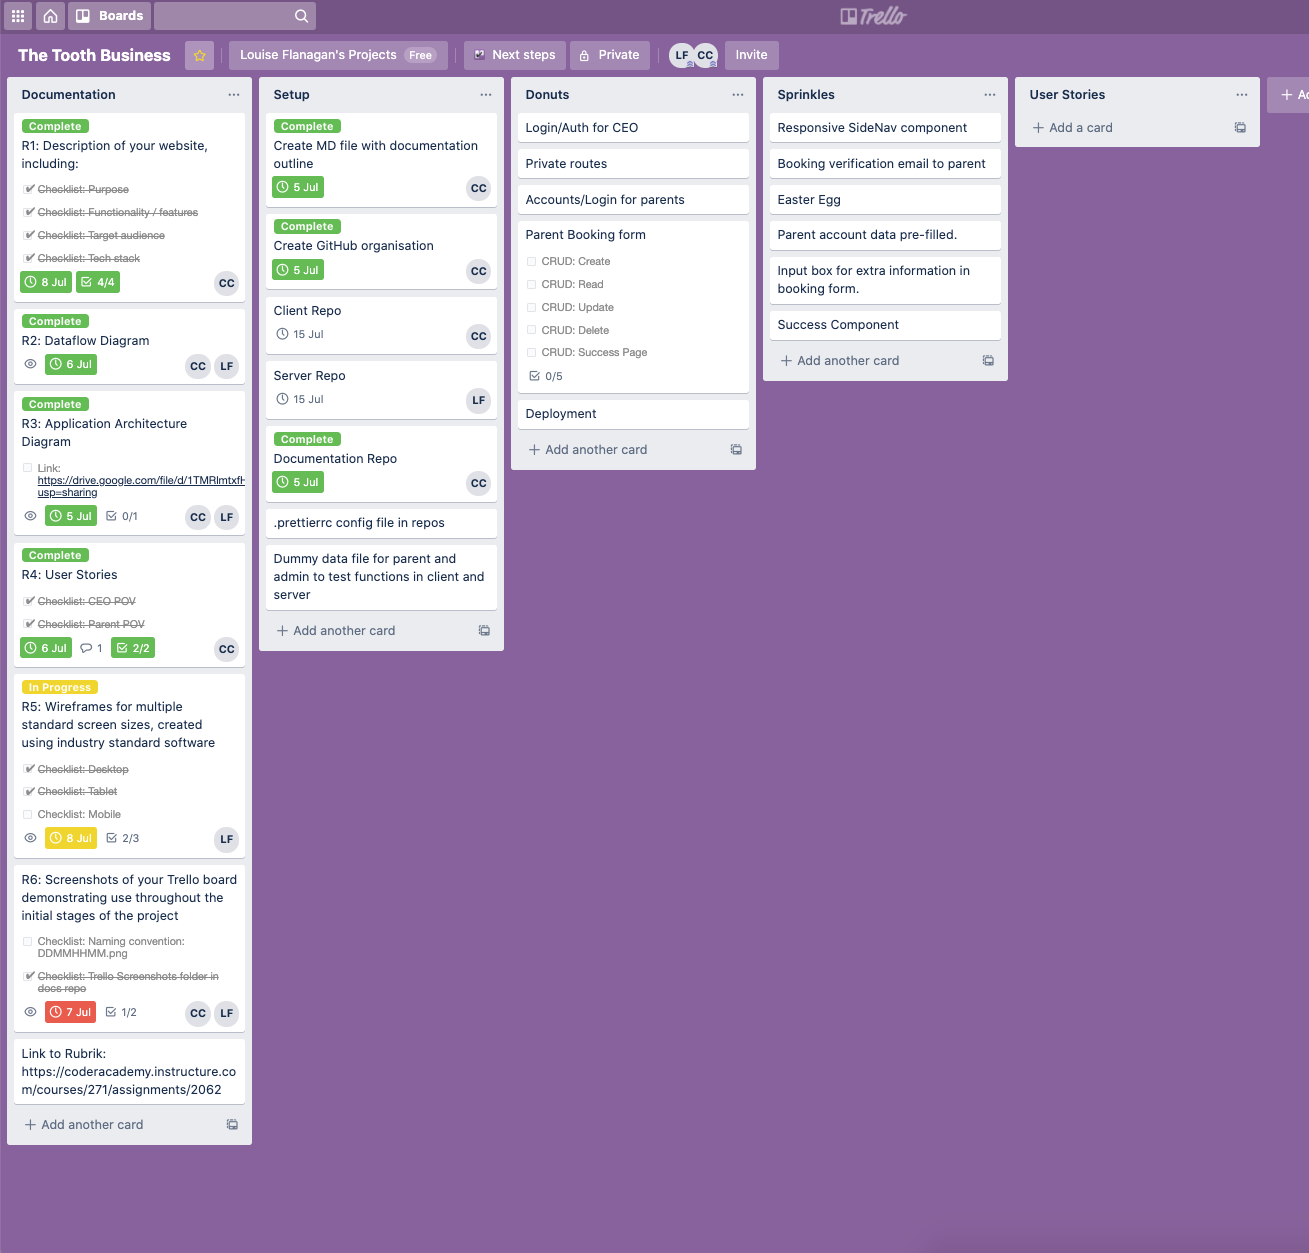 Boards
Trello
The Tooth Business
Louise Flanagan's Projects Free
Next steps
Private
LF
CC
Invite
Documentation
Complete
R1: Description of your website,
including:
Checklist: Purpose
Checklist: Functionality / features
Checklist: Target audience
Checklist: Tech stack
8 Jul
4/4
CC
Complete
R2: Dataflow Diagram
6 Jul
CC
LF
Complete
R3: Application Architecture
Diagram
Link:
https://drive.google.com/file/d/1TMRlmtxfH
usp=sharing
5 Jul
0/1
CC
LF
Complete
R4: User Stories
Checklist: CEO POV
Checklist: Parent POV
6 Jul
1
2/2
CC
In Progress
R5: Wireframes for multiple
standard screen sizes, created
using industry standard software
Checklist: Desktop
Checklist: Tablet
Checklist: Mobile
8 Jul
2/3
LF
R6: Screenshots of your Trello board
demonstrating use throughout the
initial stages of the project
Checklist: Naming convention:
DDMMHHMM.png
Checklist: Trello Screenshots folder in
docs repo
7 Jul
1/2
CC
LF
Link to Rubrik:
https://coderacademy.instructure.co
m/courses/271/assignments/2062
Add another card
Setup
Complete
Create MD file with documentation
outline
5 Jul
CC
Complete
Create GitHub organisation
5 Jul
CC
Client Repo
15 Jul
CC
Server Repo
15 Jul
LF
Complete
Documentation Repo
5 Jul
CC
.prettierrc config file in repos
Dummy data file for parent and
admin to test functions in client and
server
Add another card
Donuts
Login/Auth for CEO
Private routes
Accounts/Login for parents
Parent Booking form
CRUD: Create
CRUD: Read
CRUD: Update
CRUD: Delete
CRUD: Success Page
0/5
Deployment
Add another card
Sprinkles
Responsive SideNav component
Booking verification email to parent
Easter Egg
Parent account data pre-filled.
Input box for extra information in
booking form.
Success Component
Add another card
User Stories
Add a card